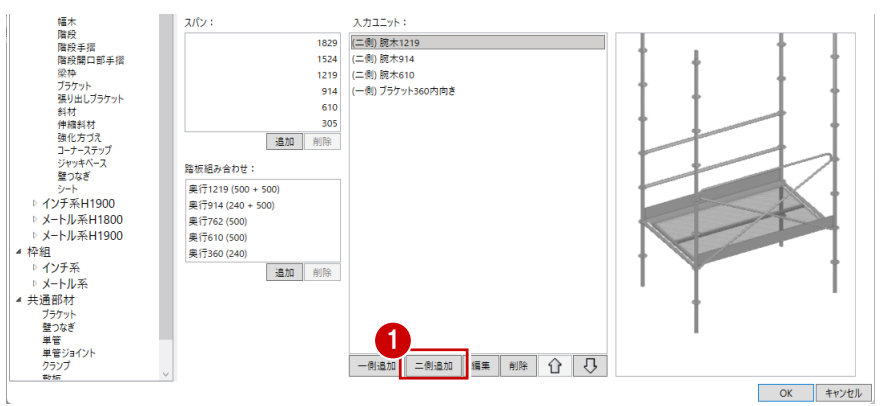 幅木
階段
階段手摺
階段開口部手摺
梁枠
ブラケット
張り出しブラケット
斜材
伸縮斜材
強化方づえ
コーナーステップ
ジャッキベース
壁つなぎ
シート
インチ系H1900
メートル系H1800
メートル系H1900
枠組
インチ系
メートル系
共通部材
ブラケット
壁つなぎ
単管
単管ジョイント
クランプ
敷板
スパン：
1829
1524
1219
914
610
305
追加 削除
踏板組み合わせ：
奥行1219 (500 + 500)
奥行914 (240 + 500)
奥行762 (500)
奥行610 (500)
奥行360 (240)
追加 削除
入力ユニット：
(二側) 腕木1219
(二側) 腕木914
(二側) 腕木610
(一側) ブラケット360内向き
1
一側追加 二側追加 編集 削除
OK キャンセル